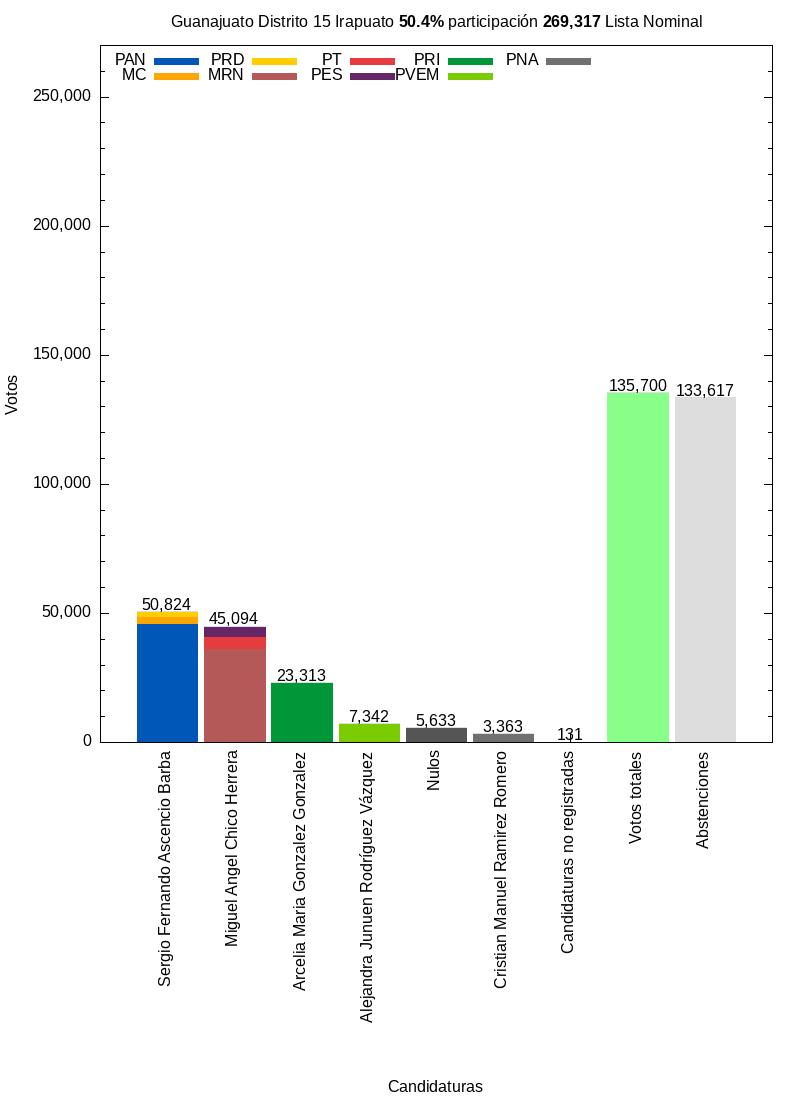 Guanajuato Distrito 15 Irapuato 50.4% participación 269,317 Lista Nominal
PAN PRD PT PRI PNA
MC MRN PES PVEM
250,000
200,000
150,000
100,000
50,000
0
Votos
50,824
45,094
23,313
7,342
5,633
3,363
131
135,700
133,617
Sergio Fernando Ascencio Barba
Miguel Angel Chico Herrera
Arcelia Maria Gonzalez Gonzalez
Alejandra Junuen Rodríguez Vázquez
Nulos
Cristian Manuel Ramirez Romero
Candidaturas no registradas
Votos totales
Abstenciones
Candidaturas